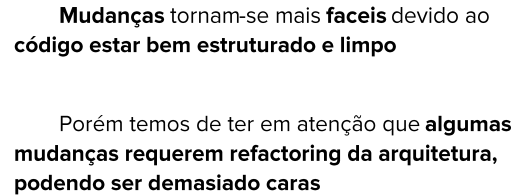 Mudanças tornam-se mais faceis devido ao
código estar bem estruturado e limpo
Porém temos de ter em atenção que algumas
mudanças requerem refactoring da arquitetura,
podendo ser demasiado caras